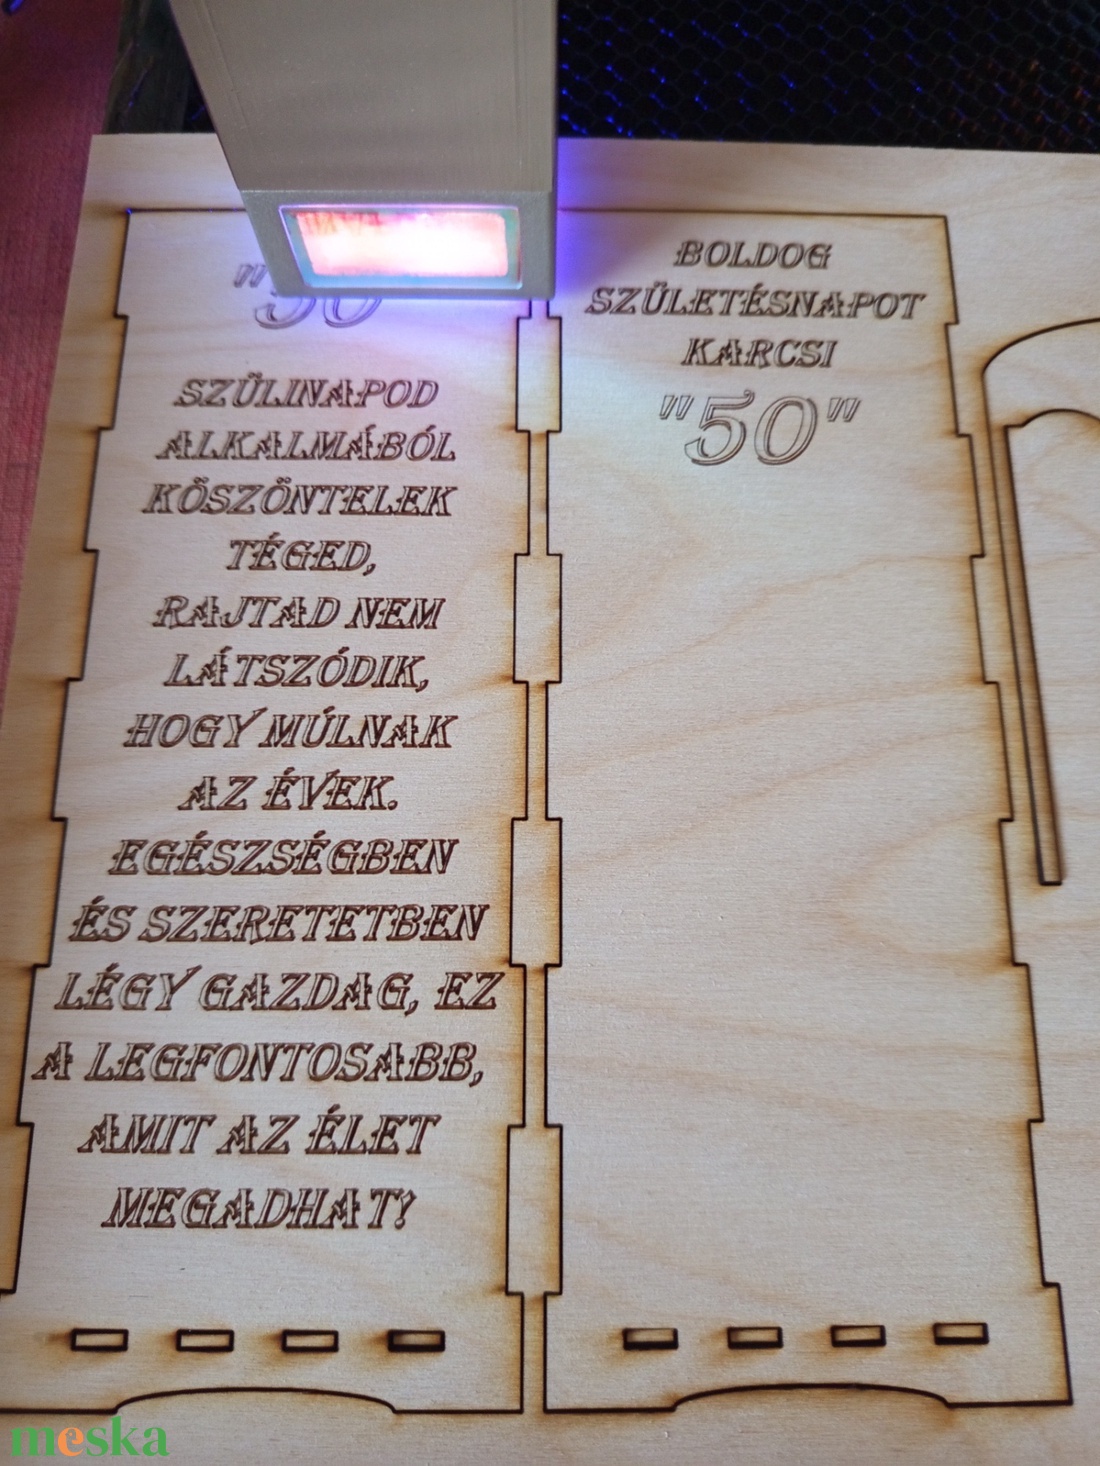 "50
SZÜLINAPOD
ALKALMÁBÓL
KÖSZÖNTELEK
TÉGED,
RAJTAD NEM
LÁTSZÓDIK,
HOGY MÚLNAK
AZ ÉVEK.
EGÉSZSÉGBEN
ÉS SZERETETBEN
LÉGY GAZDAG, EZ
A LEGFONTOSABB,
AMIT AZ ÉLET
MEGADHAT!
BOLDOG
SZÜLETÉSNAPOT
KARCSI
"50"
meska